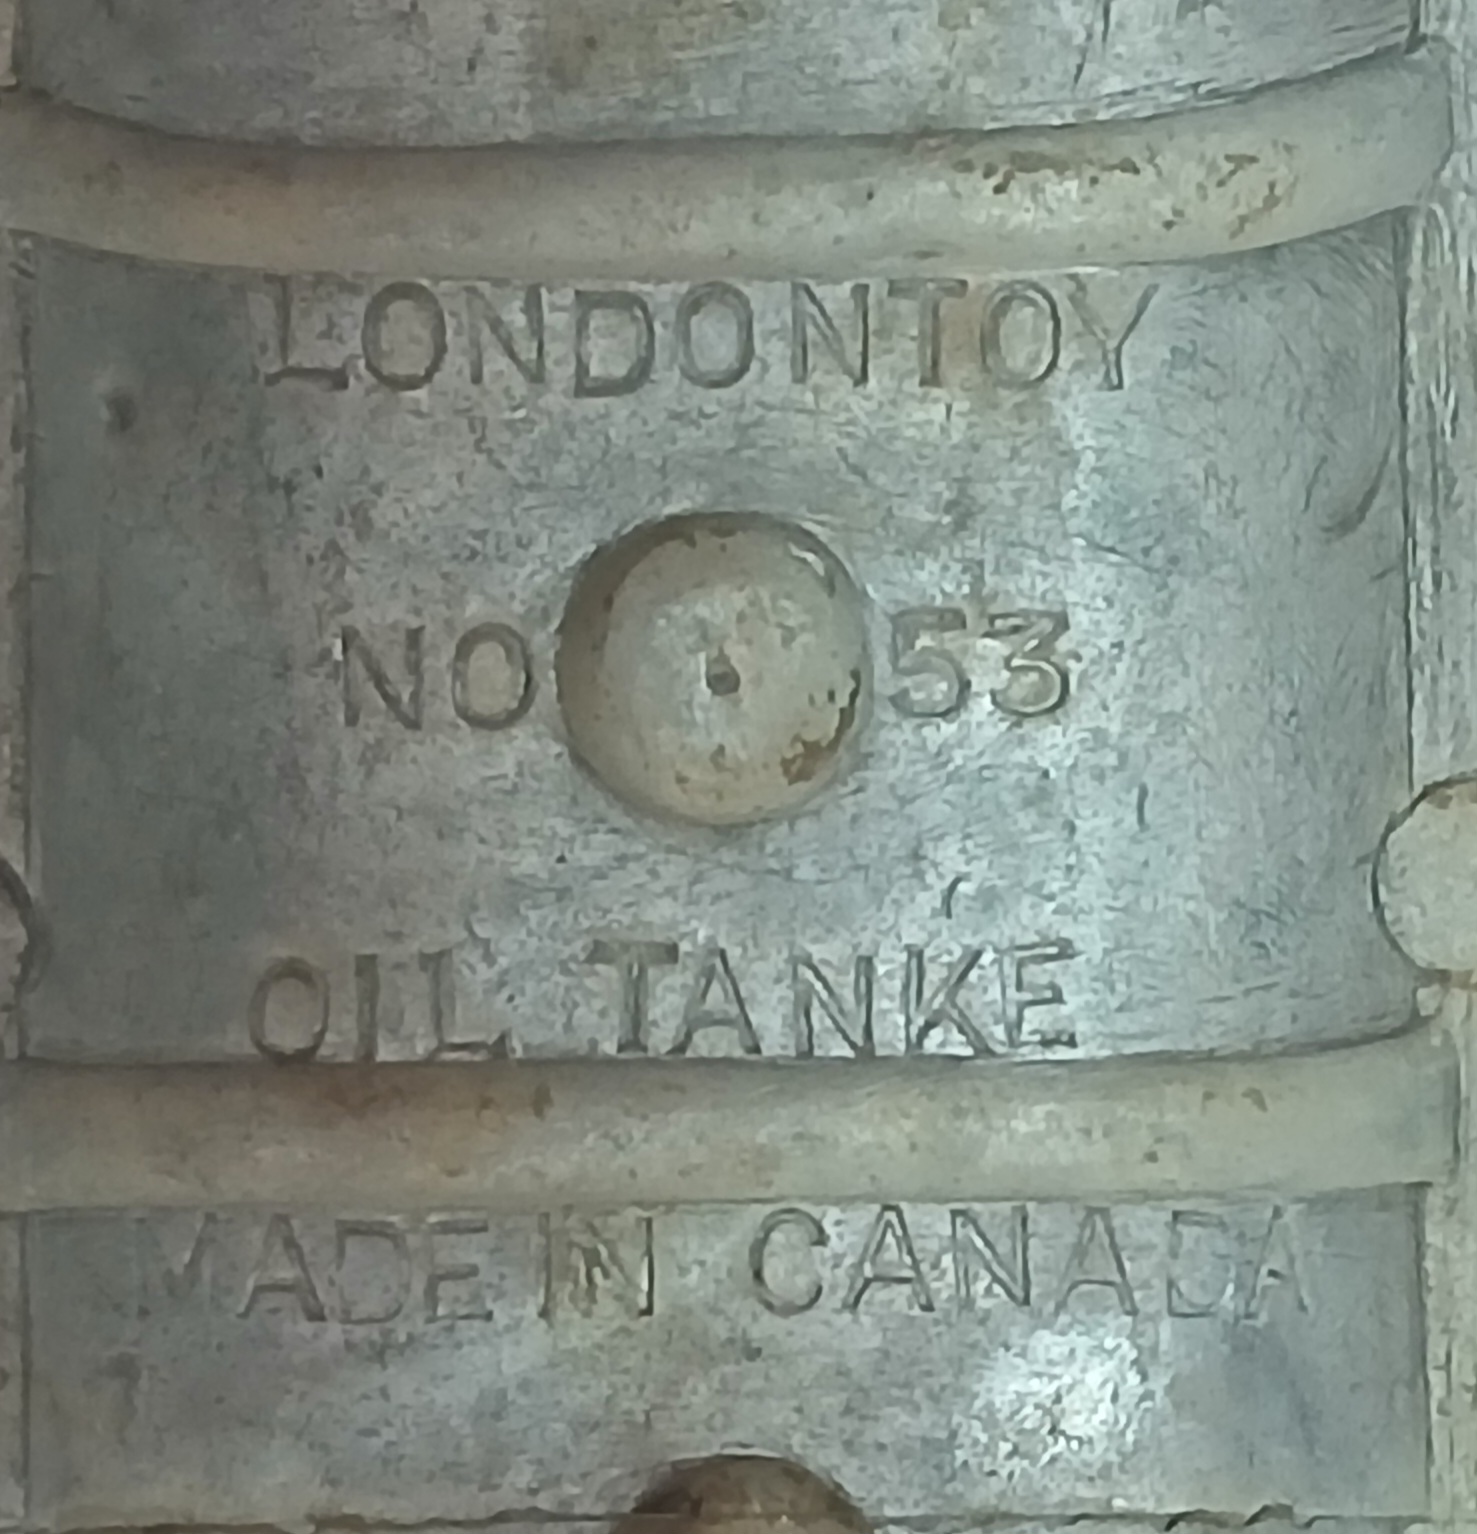 LONDONTOY
NO 53
OIL TANKE
MADE IN CANADA